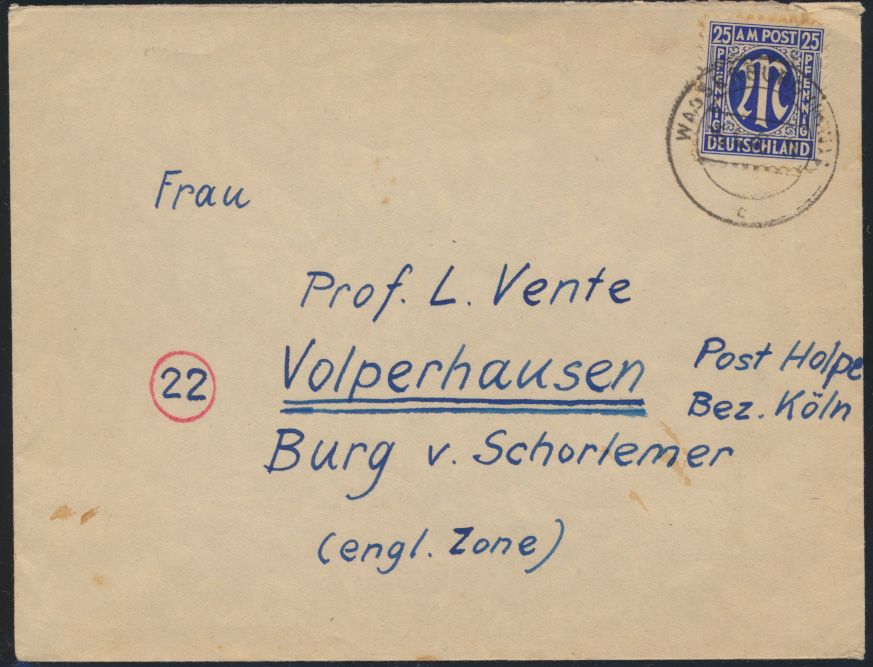 25 AM POST 25
PFENNIG
PFENNIG
DEUTSCHLAND
c
Frau
Prof. L. Vente
22 Volperhausen Post Holpe
Bez. Köln
Burg v. Schorlemer
(engl. Zone)